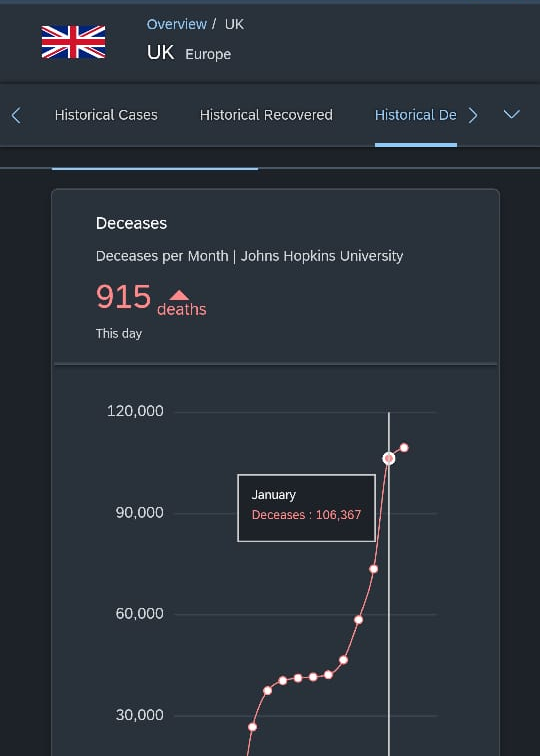 Overview / UK
UK Europe
Historical Cases Historical Recovered Historical De
Deceases
Deceases per Month | Johns Hopkins University
915 deaths
This day
120,000
90,000
60,000
30,000
January
Deceases : 106,367